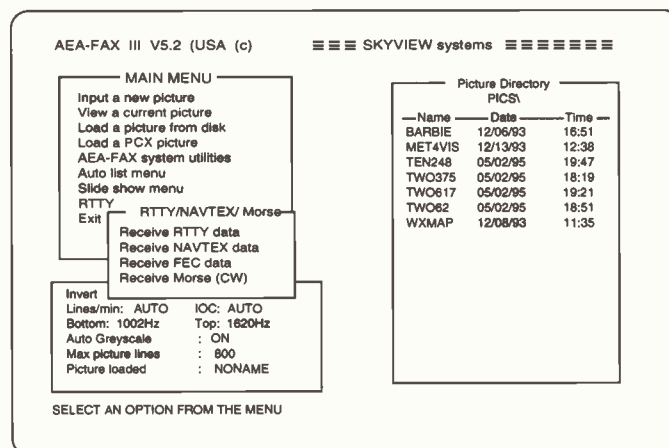 AEA-FAX III V5.2 (USA (c) ≡ ≡ ≡ SKYVIEW systems ≡ ≡ ≡ ≡ ≡ ≡ ≡
MAIN MENU
Input a new picture
View a current picture
Load a picture from disk
Load a PCX picture
AEA-FAX system utilities
Auto list menu
Slide show menu
RTTY
Exit
RTTY/NAVTEX/ Morse
Receive RTTY data
Receive NAVTEX data
Receive FEC data
Receive Morse (CW)
Invert
Lines/min: AUTO IOC: AUTO
Bottom: 1002Hz Top: 1620Hz
Auto Greyscale : ON
Max picture lines : 800
Picture loaded : NONAME
SELECT AN OPTION FROM THE MENU
Picture Directory
PICS\
Name Date Time
BARBIE 12/06/93 16:51
MET4VIS 12/13/93 12:38
TEN248 05/02/95 19:47
TWO375 05/02/95 18:19
TWO617 05/02/95 19:21
TWO62 05/02/95 18:51
WXMAP 12/08/93 11:35